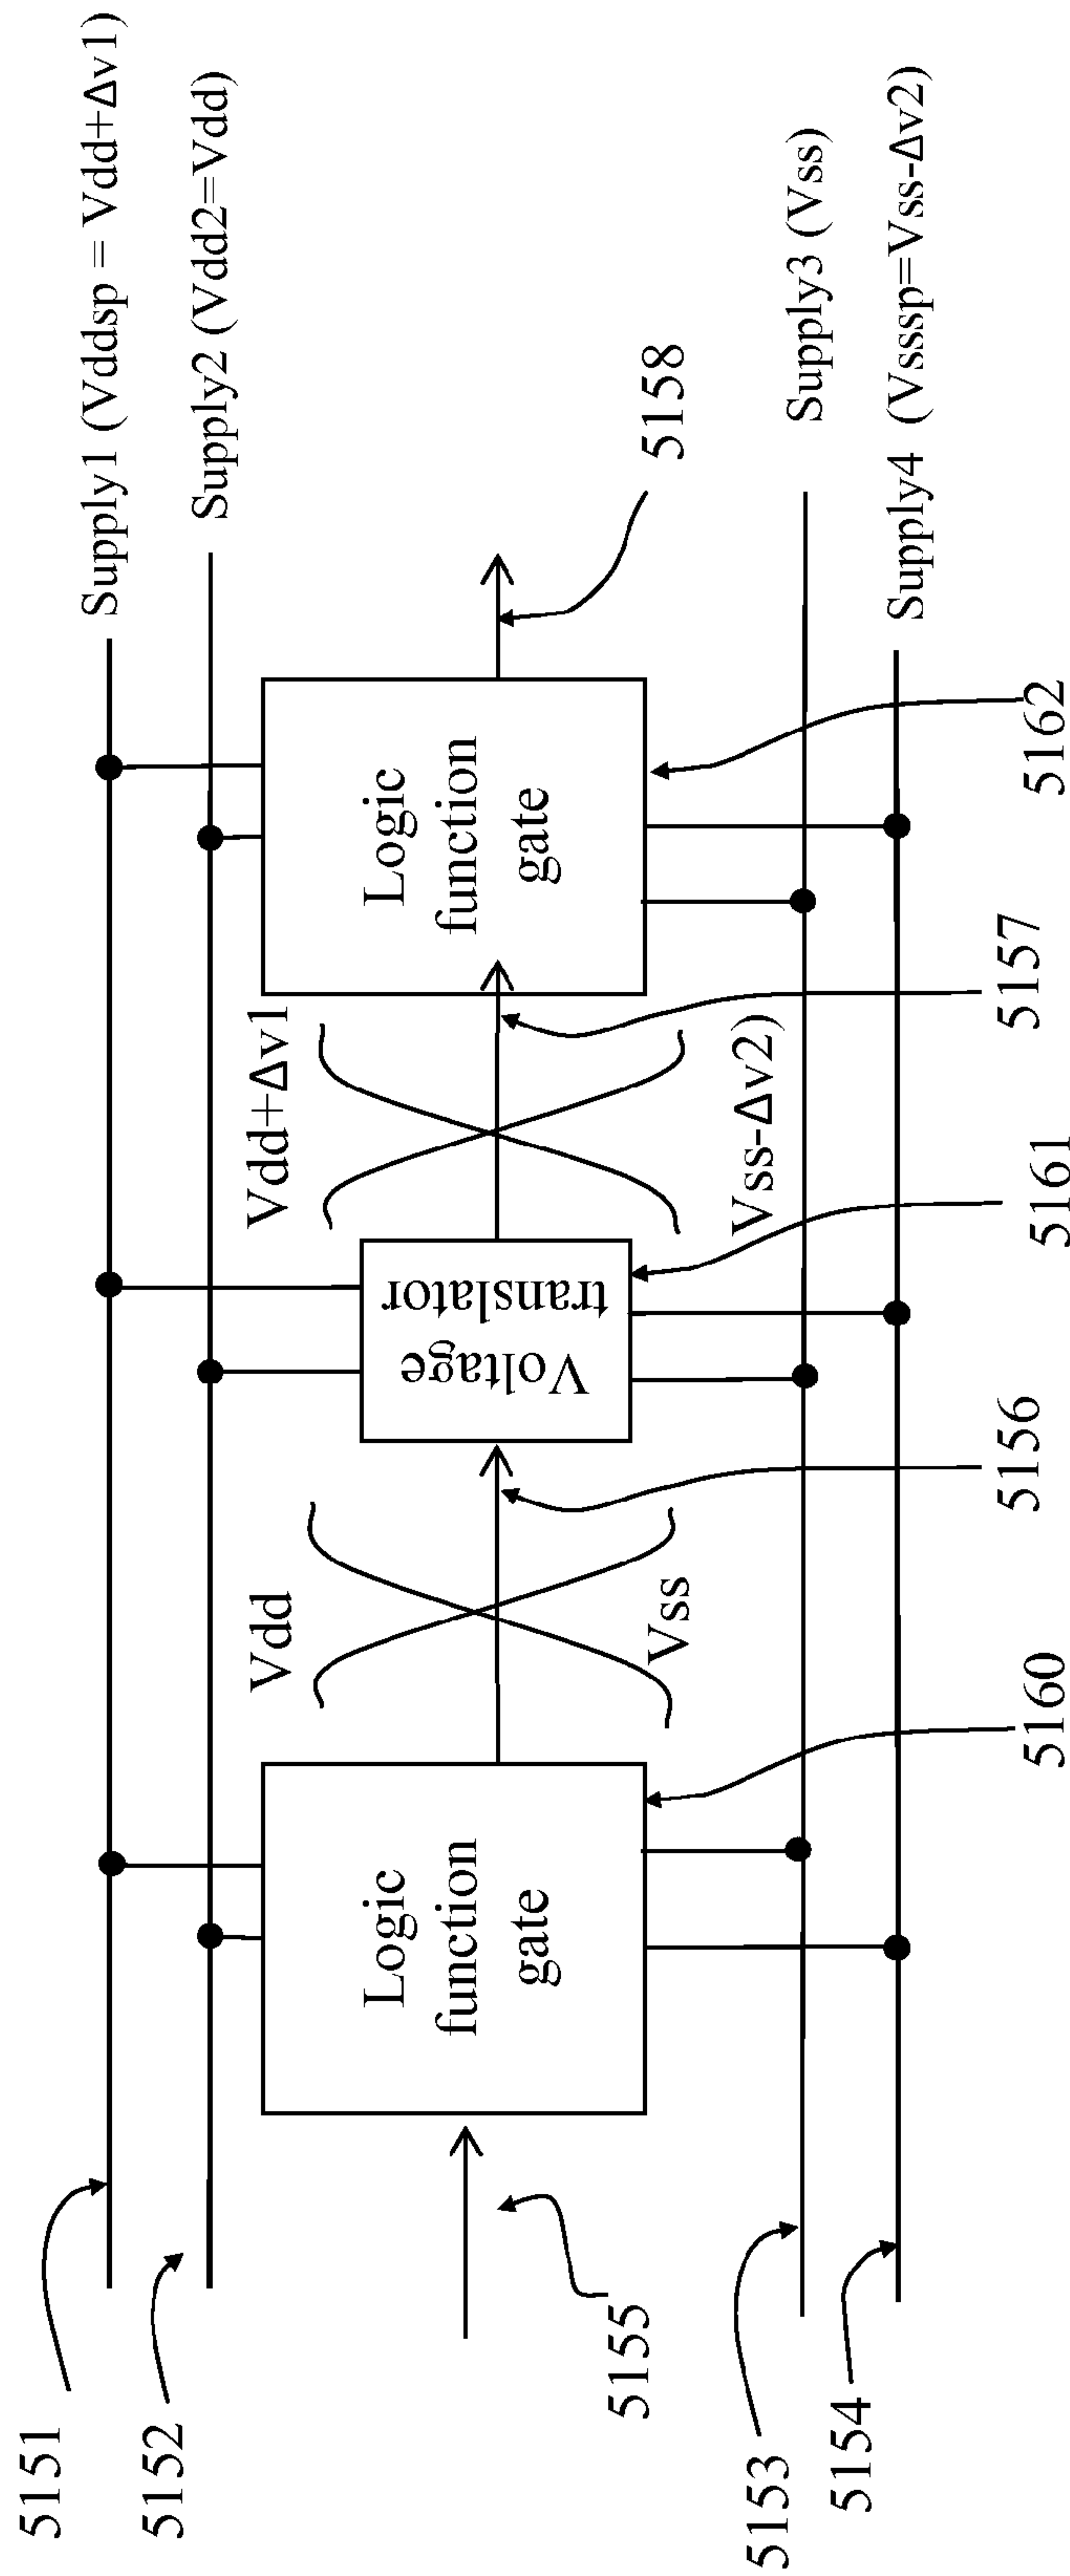 Supply1 (Vddsp = Vdd+Δv1)
Supply2 (Vdd2=Vdd)
5151
5152
Vdd
Vdd+Δv1
Logic
function
gate
Voltage
translator
Logic
function
gate
5158
5155
Vss
Vss-Δv2)
Supply3 (Vss)
5153
Supply4 (Vsssp=Vss-Δv2)
5154
5160
5156
5161
5157
5162